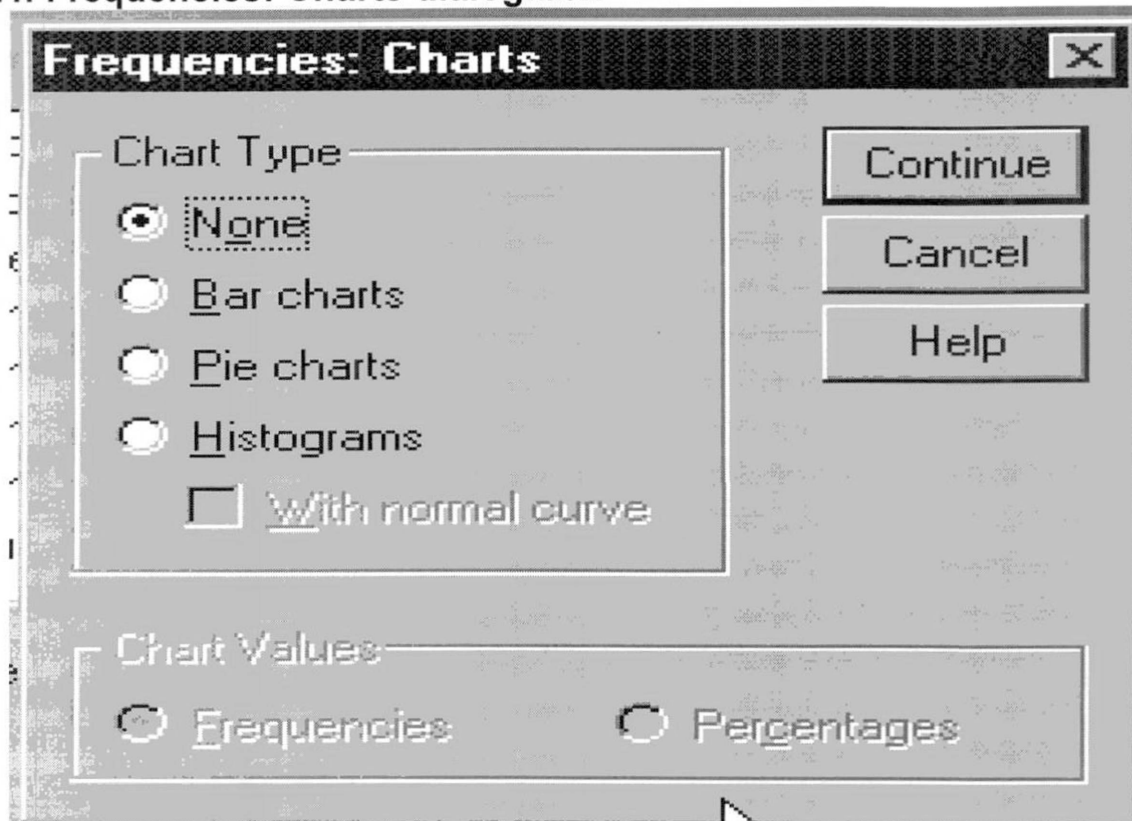 Frequencies: Charts
Chart Type
None
Bar charts
Pie charts
Histograms
With normal curve
Continue
Cancel
Help
Chart Values
Frequencies
Percentages